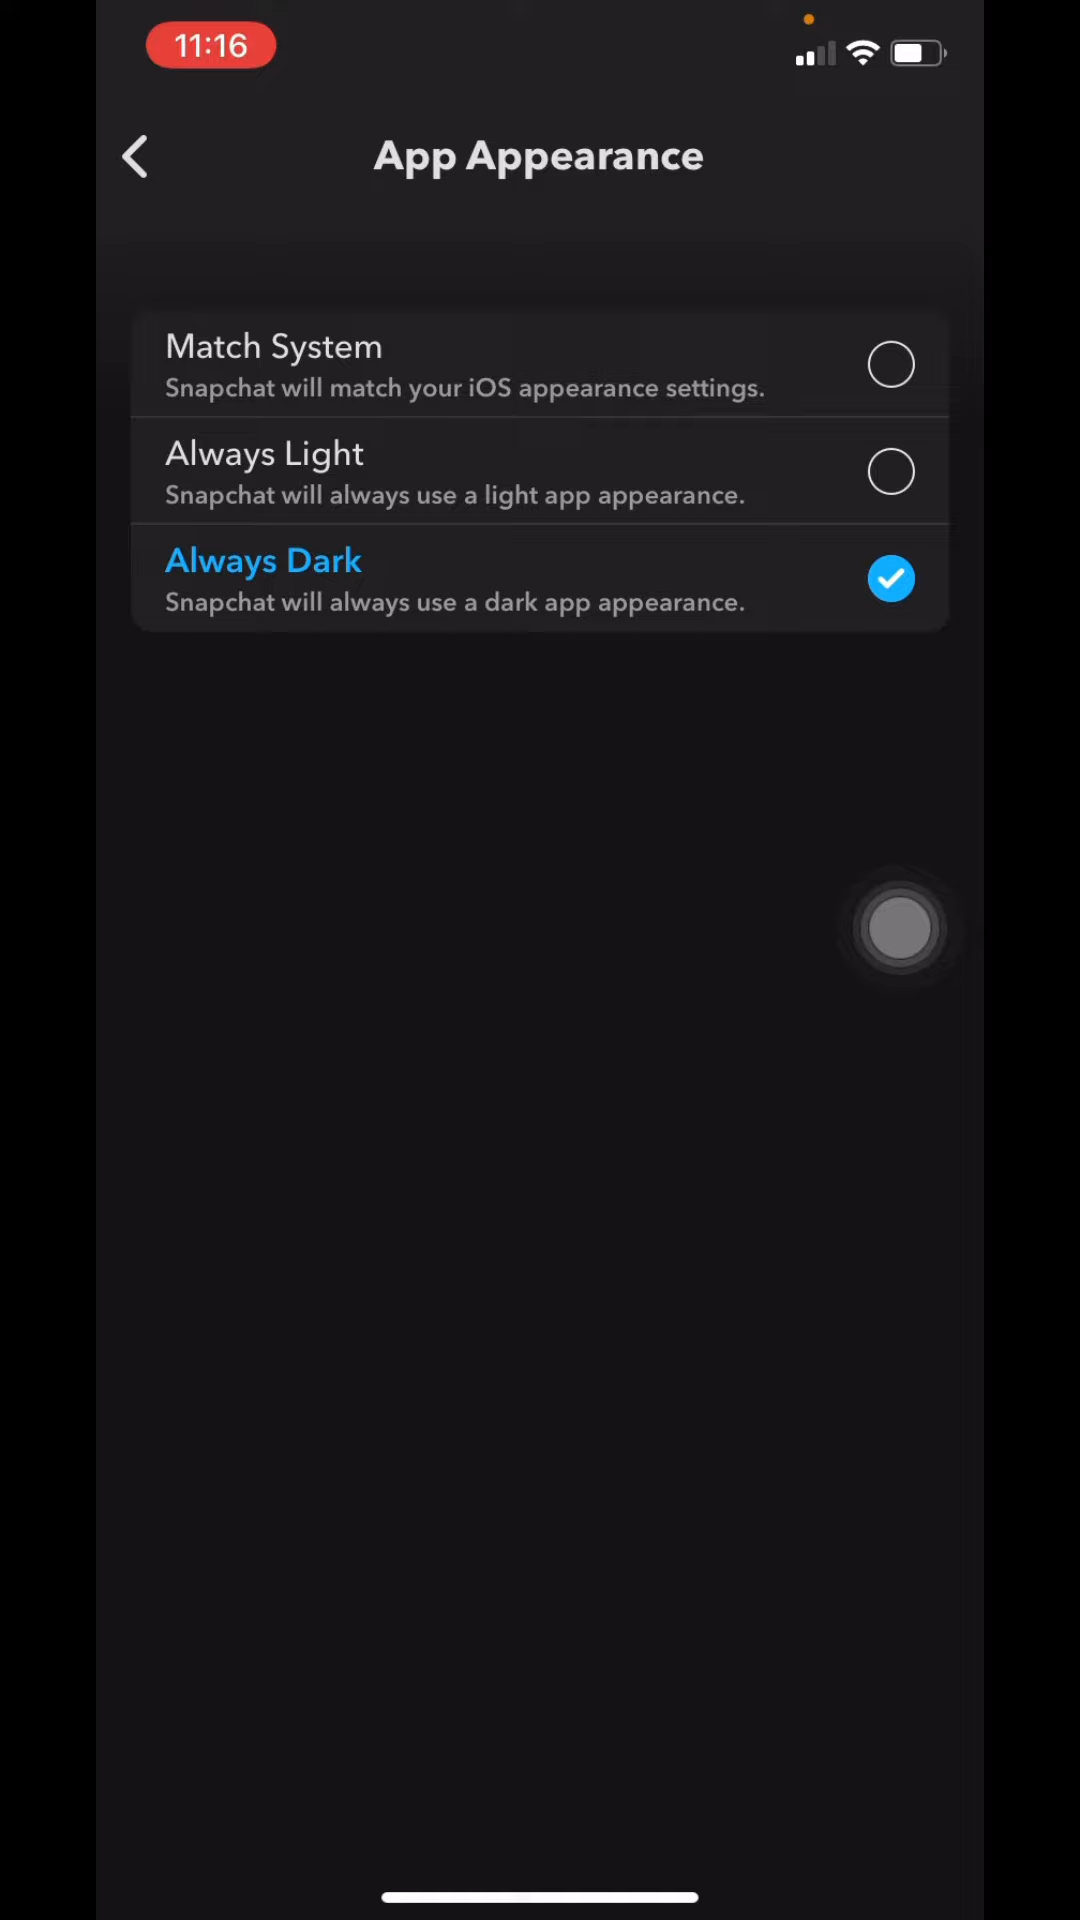 11:16
App Appearance
Match System
Snapchat will match your iOS appearance settings.
Always Light
Snapchat will always use a light app appearance.
Always Dark
Snapchat will always use a dark app appearance.